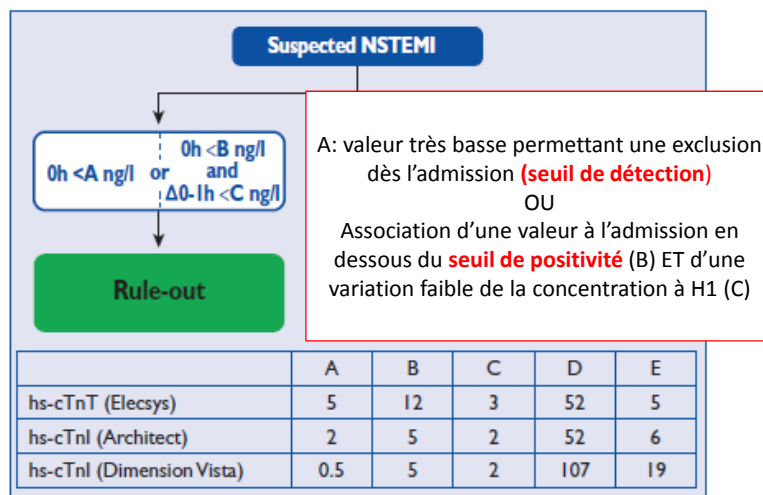 Suspected NSTEMI
0h <A ng/l or 0h <B ng/l
and
Δ0-1h <C ng/l
Rule-out
A: valeur très basse permettant une exclusion
dès l’admission (seuil de détection)
OU
Association d’une valeur à l’admission en
dessous du seuil de positivité (B) ET d’une
variation faible de la concentration à H1 (C)
A B C D E
hs-cTnT (Elecsys) 5 12 3 52 5
hs-cTnI (Architect) 2 5 2 52 6
hs-cTnI (Dimension Vista) 0.5 5 2 107 19